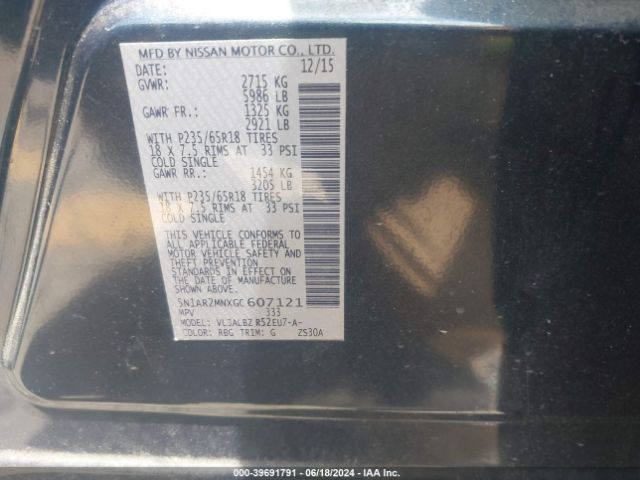 MFD BY NISSAN MOTOR CO., LTD.
DATE: 12/15
GVWR: 2715 KG
5986 LB
GAWR FR.: 1325 KG
2921 LB
WITH P235/65R18 TIRES
18 X 7.5 RIMS AT 33 PSI
COLD SINGLE
GAWR RR.: 1454 KG
3205 LB
WITH P235/65R18 TIRES
18 X 7.5 RIMS AT 33 PSI
COLD SINGLE
THIS VEHICLE CONFORMS TO
ALL APPLICABLE FEDERAL
MOTOR VEHICLE SAFETY AND
THEFT PREVENTION
STANDARDS IN EFFECT ON
THE DATE OF MANUFACTURE
SHOWN ABOVE.
5N1AR2MNXGC607121
MPV 333
MODEL: R52EU7-A-
COLOR: RBG TRIM: G Z530A
000-39691791 - 06/18/2024 - IAA Inc.